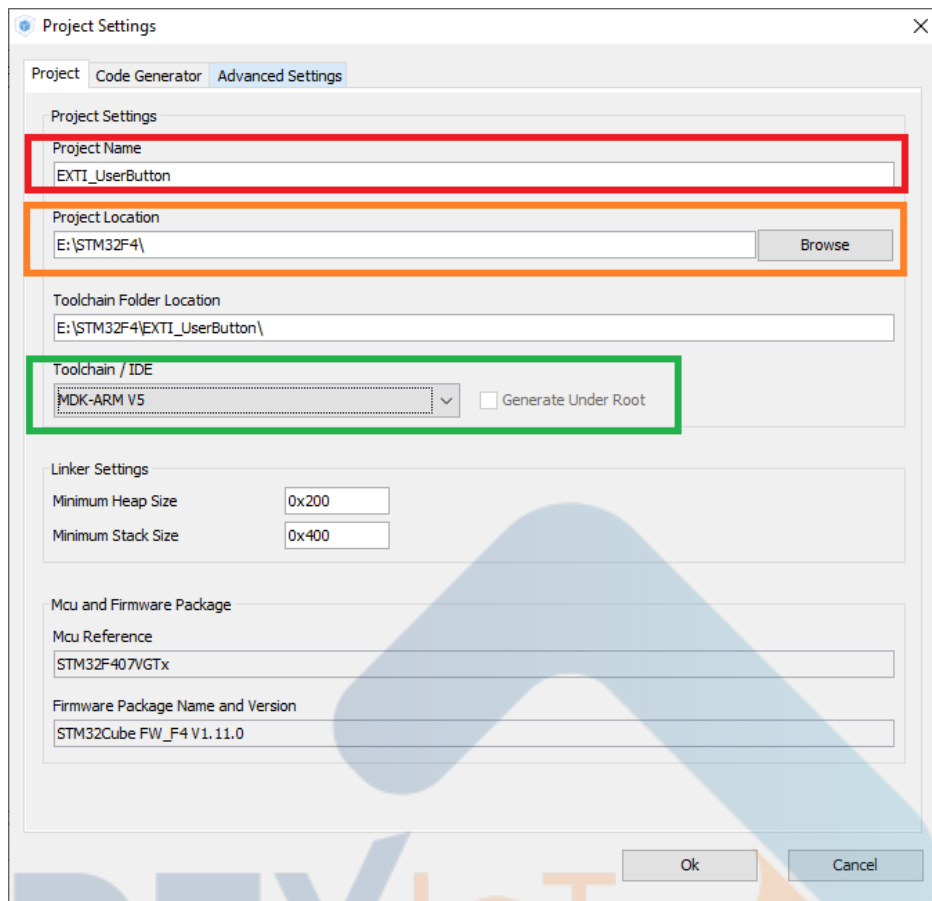 Project Settings
Project Code Generator Advanced Settings
Project Settings
Project Name
EXTI_UserButton
Project Location
E:\STM32F4\ Browse
Toolchain Folder Location
E:\STM32F4\EXTI_UserButton\
Toolchain / IDE
MDK-ARM V5 Generate Under Root
Linker Settings
Minimum Heap Size 0x200
Minimum Stack Size 0x400
Mcu and Firmware Package
Mcu Reference
STM32F407VGTx
Firmware Package Name and Version
STM32Cube FW_F4 V1.11.0
Ok Cancel